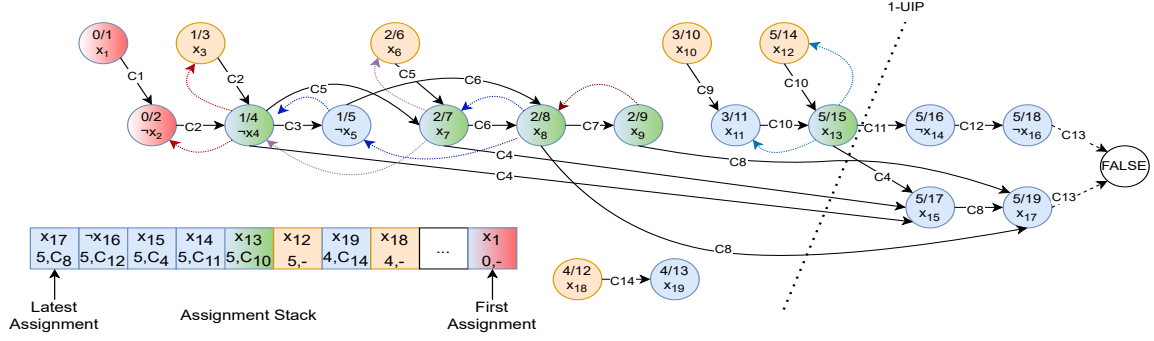 1-UIP
0/1
x1
1/3
x3
2/6
x6
3/10
x10
5/14
x12
C1
C2
C5
C5
C6
C9
C10
0/2
¬x2
C2
1/4
¬x4
C3
1/5
¬x5
2/7
x7
C6
2/8
x8
C7
2/9
x9
3/11
x11
C10
5/15
x13
C11
5/16
¬x14
C12
5/18
¬x16
C13
FALSE
C4
C4
C8
C4
5/17
x15
C8
5/19
x17
C13
C8
x17
5,C8
¬x16
5,C12
x15
5,C4
x14
5,C11
x13
5,C10
x12
5,-
x19
4,C14
x18
4,-
...
x1
0,-
4/12
x18
C14
4/13
x19
Latest
Assignment
Assignment Stack
First
Assignment